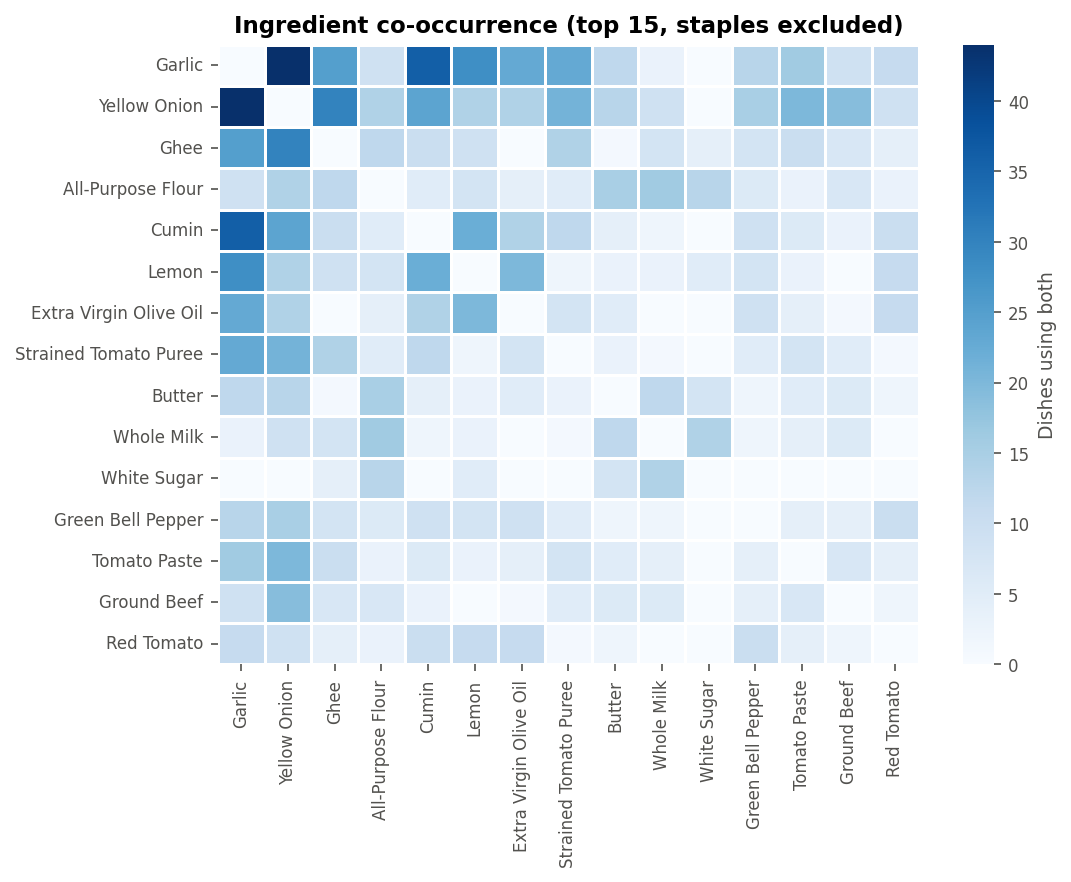 Ingredient co-occurrence (top 15, staples excluded)
Garlic
Yellow Onion
Ghee
All-Purpose Flour
Cumin
Lemon
Extra Virgin Olive Oil
Strained Tomato Puree
Butter
Whole Milk
White Sugar
Green Bell Pepper
Tomato Paste
Ground Beef
Red Tomato
Garlic
Yellow Onion
Ghee
All-Purpose Flour
Cumin
Lemon
Extra Virgin Olive Oil
Strained Tomato Puree
Butter
Whole Milk
White Sugar
Green Bell Pepper
Tomato Paste
Ground Beef
Red Tomato
40
35
30
25
20
15
10
5
0
Dishes using both